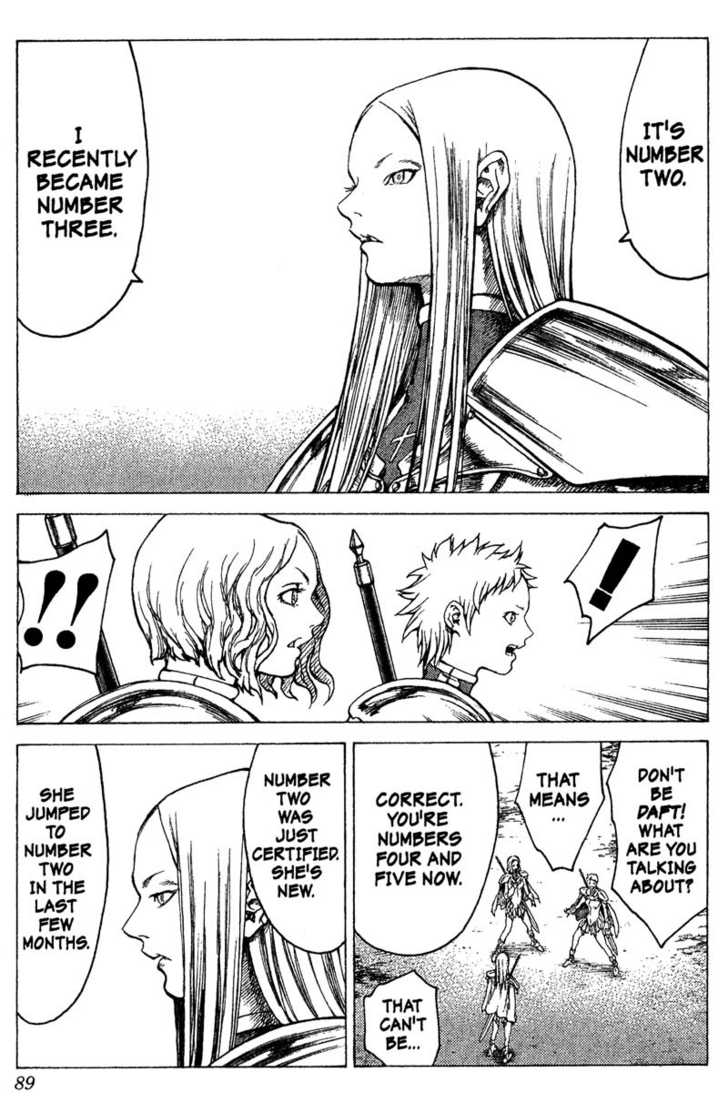 IT'S
NUMBER
TWO.
I
RECENTLY
BECAME
NUMBER
THREE.
!
!!
DON'T
BE
DAFT!
WHAT
ARE YOU
TALKING
ABOUT?
THAT
MEANS
...
CORRECT.
YOU'RE
NUMBERS
FOUR AND
FIVE NOW.
THAT
CAN'T
BE...
NUMBER
TWO
WAS
JUST
CERTIFIED.
SHE'S
NEW.
SHE
JUMPED
TO
NUMBER
TWO
IN THE
LAST
FEW
MONTHS.
89